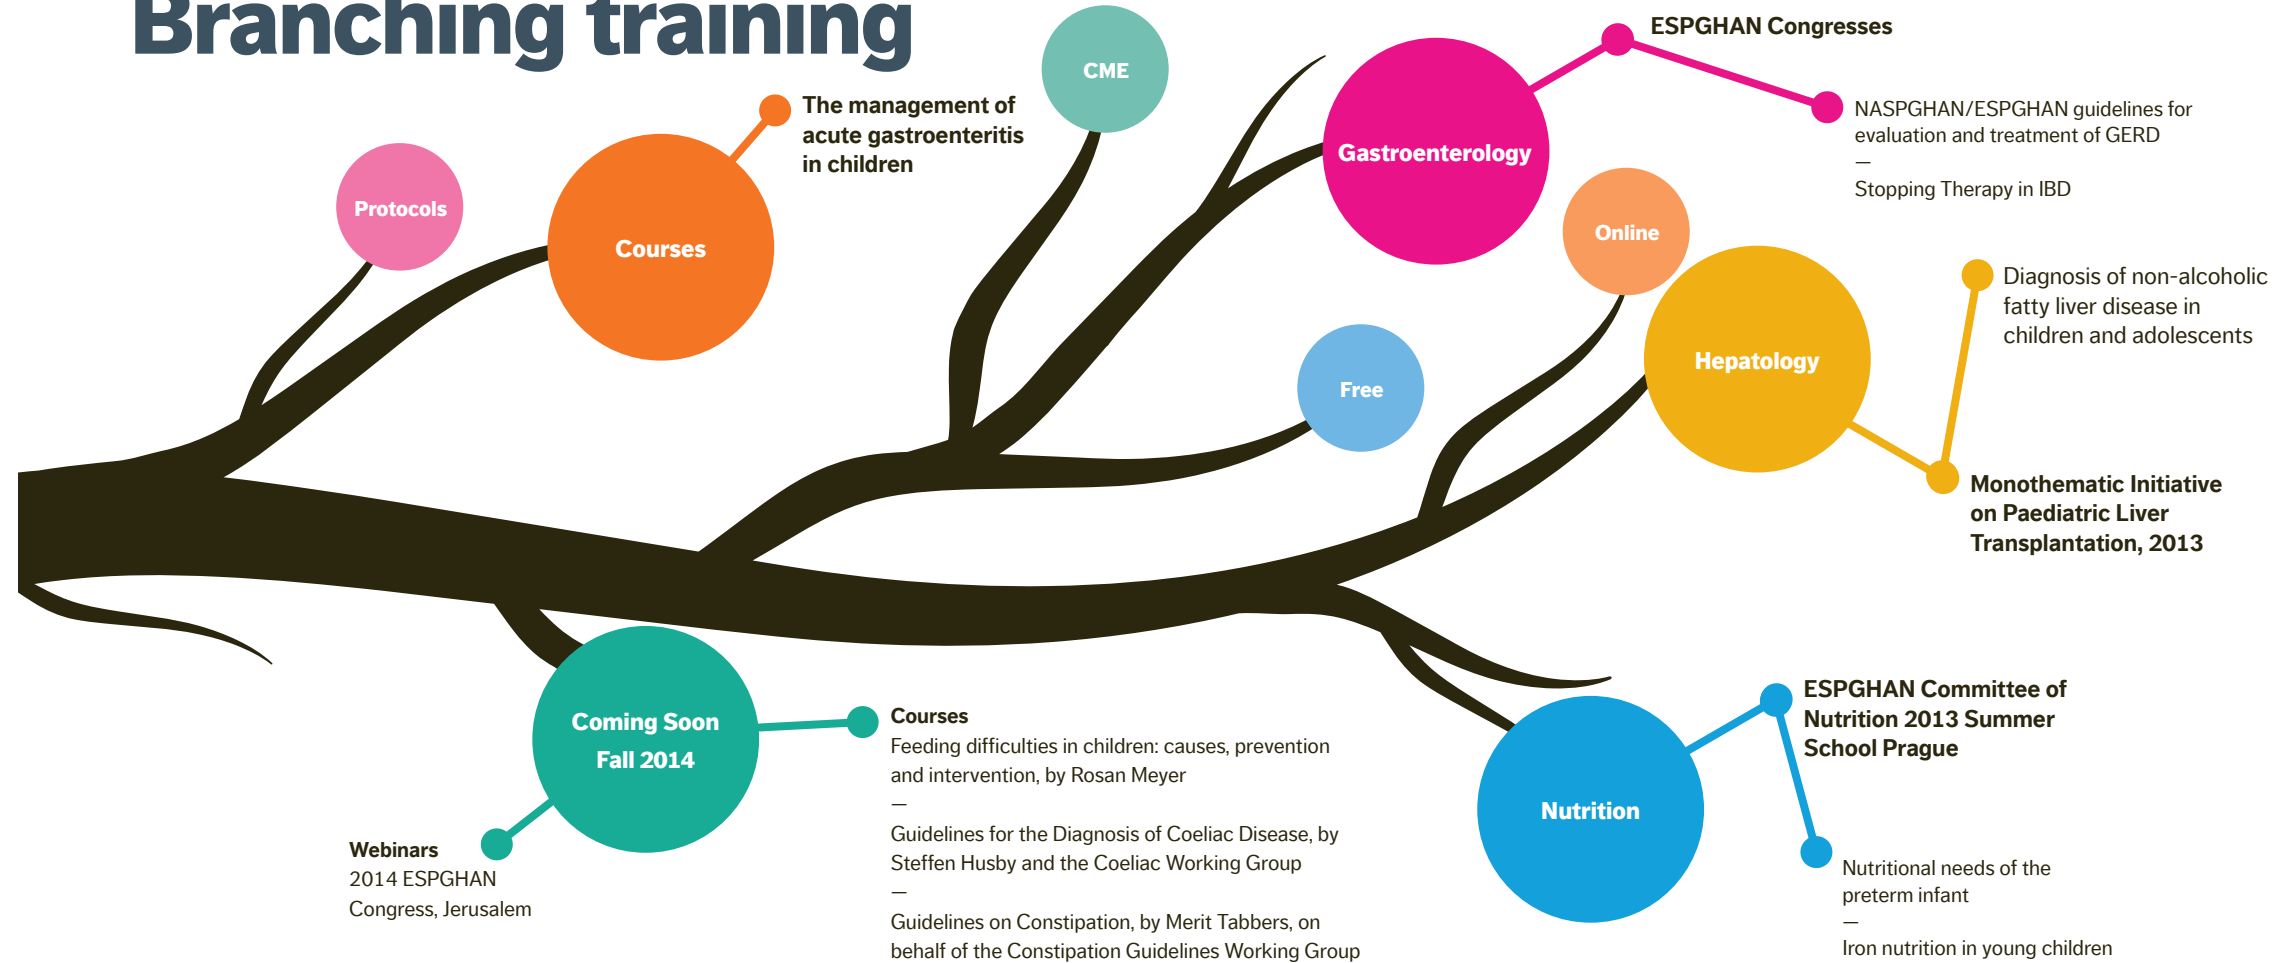 Branching training
Protocols
Courses
The management of
acute gastroenteritis
in children
CME
Gastroenterology
ESPGHAN Congresses
NASPGHAN/ESPGHAN guidelines for
evaluation and treatment of GERD
—
Stopping Therapy in IBD
Online
Free
Hepatology
Diagnosis of non-alcoholic
fatty liver disease in
children and adolescents
Monothematic Initiative
on Paediatric Liver
Transplantation, 2013
Coming Soon
Fall 2014
Webinars
2014 ESPGHAN
Congress, Jerusalem
Courses
Feeding difficulties in children: causes, prevention
and intervention, by Rosan Meyer
—
Guidelines for the Diagnosis of Coeliac Disease, by
Steffen Husby and the Coeliac Working Group
—
Guidelines on Constipation, by Merit Tabbers, on
behalf of the Constipation Guidelines Working Group
Nutrition
ESPGHAN Committee of
Nutrition 2013 Summer
School Prague
Nutritional needs of the
preterm infant
—
Iron nutrition in young children